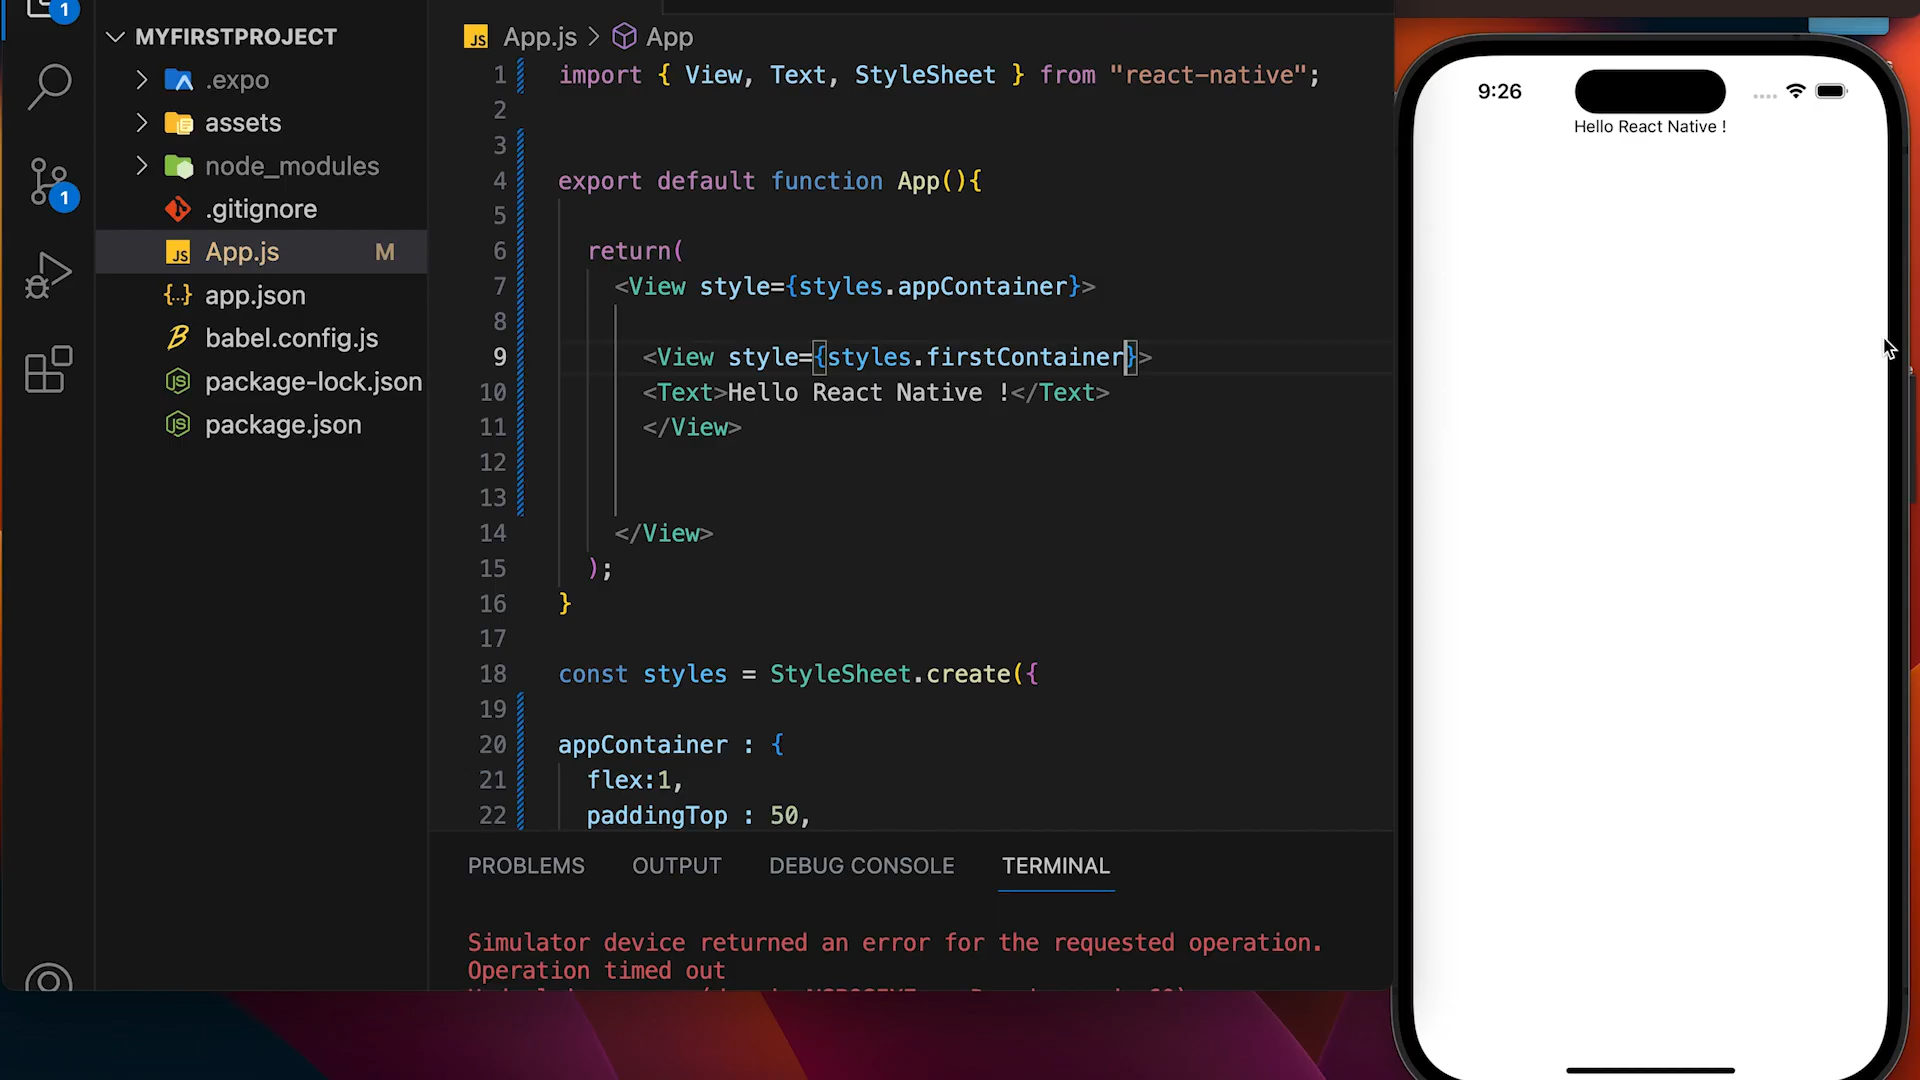 1
MYFIRSTPROJECT
.expo
assets
node_modules
.gitignore
JS App.js M
{..} app.json
babel.config.js
package-lock.json
package.json
1
JS App.js > App
1 import { View, Text, StyleSheet } from "react-native";
2
3
4 export default function App(){
5
6 return(
7 <View style={styles.appContainer}>
8
9 <View style={styles.firstContainer}>
10 <Text>Hello React Native !</Text>
11 </View>
12
13
14 </View>
15 );
16 }
17
18 const styles = StyleSheet.create({
19
20 appContainer : {
21 flex:1,
22 paddingTop : 50,
PROBLEMS OUTPUT DEBUG CONSOLE TERMINAL
Simulator device returned an error for the requested operation.
Operation timed out
9:26
Hello React Native !